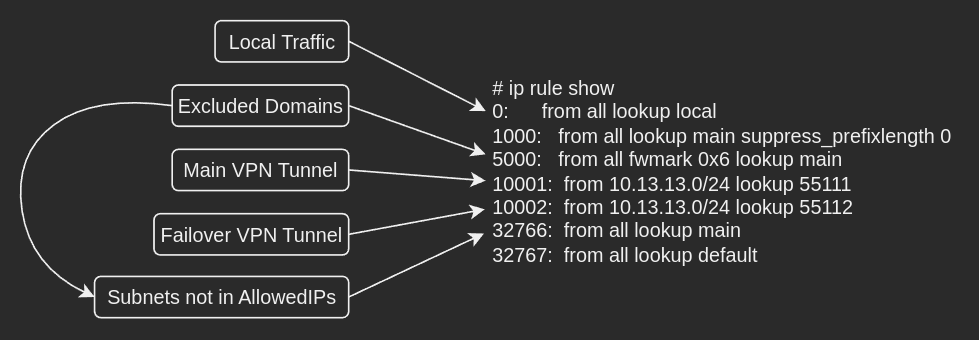 Local Traffic
Excluded Domains
Main VPN Tunnel
Failover VPN Tunnel
Subnets not in AllowedIPs
# ip rule show
0: from all lookup local
1000: from all lookup main suppress_prefixlength 0
5000: from all fwmark 0x6 lookup main
10001: from 10.13.13.0/24 lookup 55111
10002: from 10.13.13.0/24 lookup 55112
32766: from all lookup main
32767: from all lookup default